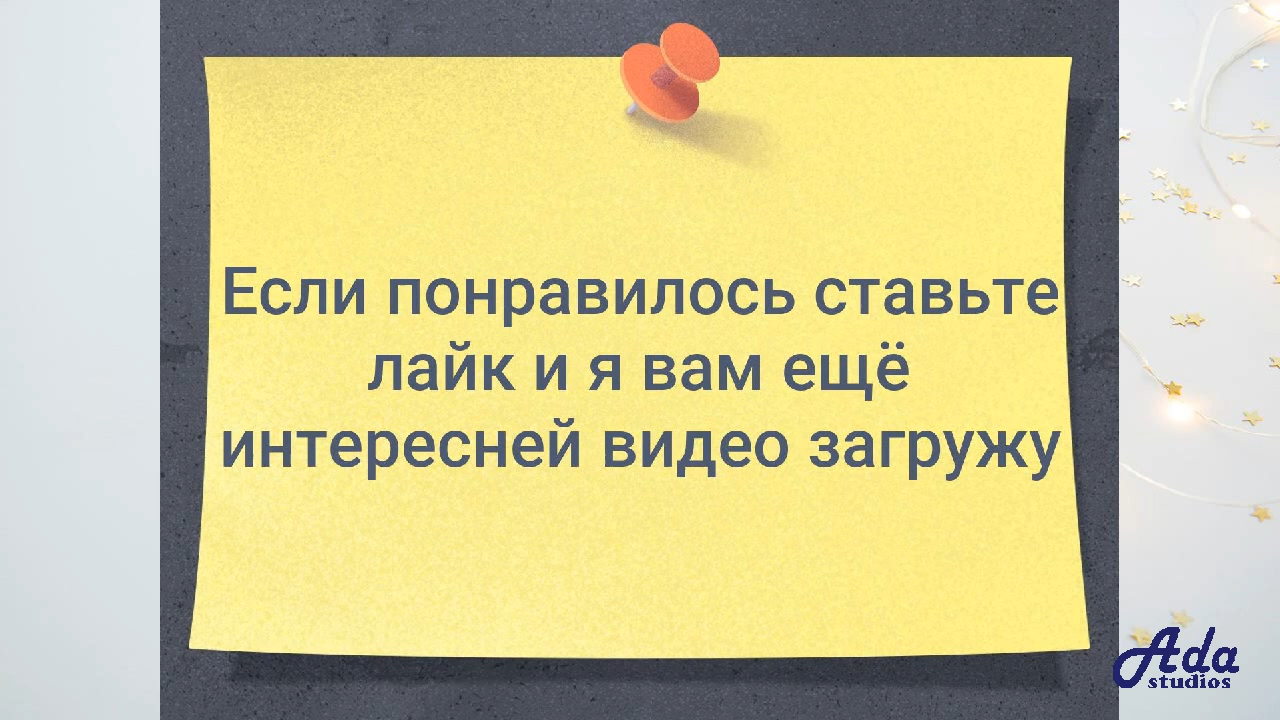 Если понравилось ставьте
лайк и я вам ещё
интересней видео загружу
Ada
studios